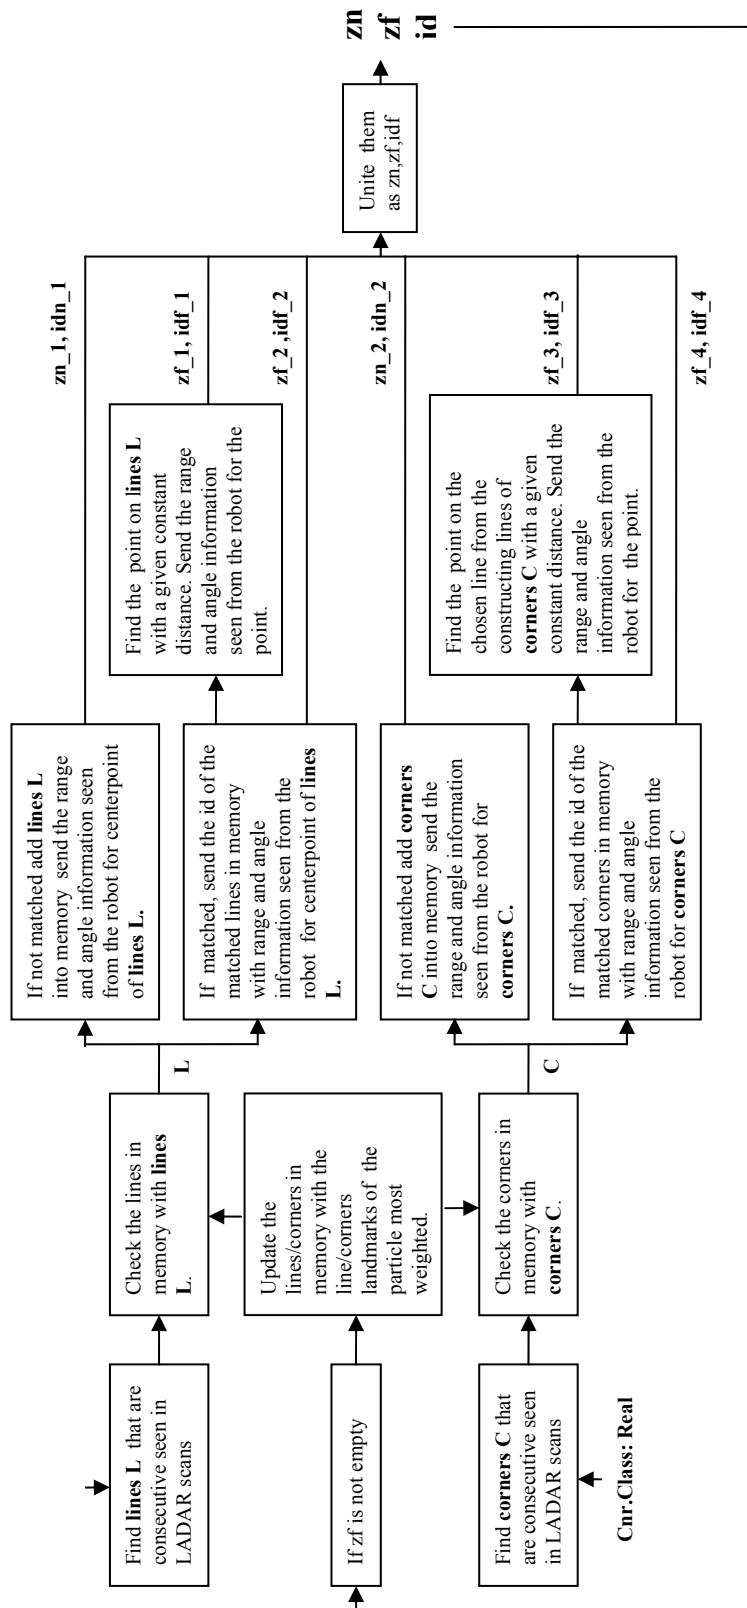 Find lines L that are
consecutive seen in
LADAR scans
Check the lines in
memory with lines
L.
L
If not matched add lines L
into memory send the range
and angle information seen
from the robot for centerpoint
of lines L.
zn_1, idn_1
If matched, send the id of the
matched lines in memory
with range and angle
information seen from the
robot for centerpoint of lines
L.
Find the point on lines L
with a given constant
distance. Send the range
and angle information
seen from the robot for the
point.
zf_1, idf_1
zf_2 ,idf_2
If zf is not empty
Update the
lines/corners in
memory with the
line/corners
landmarks of the
particle most
weighted.
Find corners C that
are consecutive seen
in LADAR scans
Cnr.Class: Real
Check the corners in
memory with
corners C.
C
If not matched add corners
C intıo memory send the
range and angle information
seen from the robot for
corners C.
zn_2, idn_2
If matched, send the id of the
matched corners in memory
with range and angle
information seen from the
robot for corners C
Find the point on the
chosen line from the
constructing lines of
corners C with a given
constant distance. Send the
range and angle
information seen from the
robot for the point.
zf_3, idf_3
zf_4, idf_4
Unite them
as zn,zf,idf
zn
zf
id